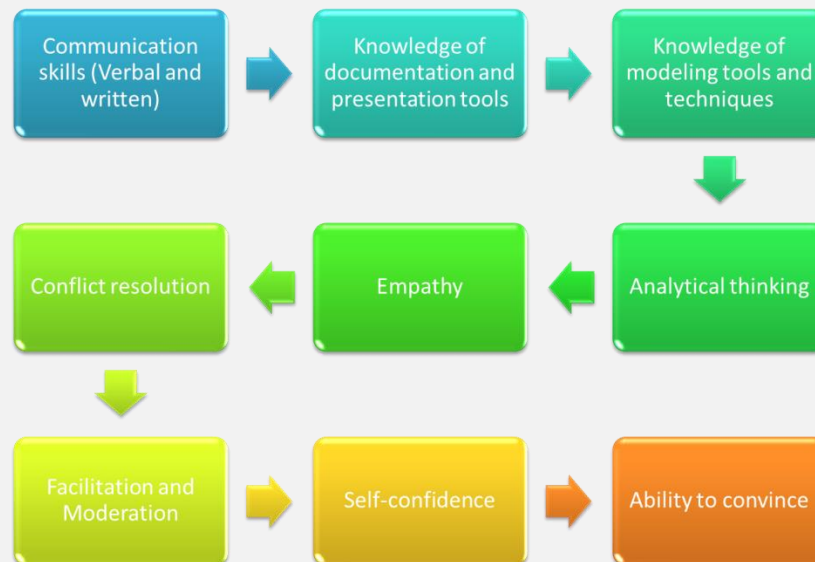 Communication
skills (Verbal and
written)
Knowledge of
documentation and
presentation tools
Knowledge of
modeling tools and
techniques
Analytical thinking
Empathy
Conflict resolution
Facilitation and
Moderation
Self-confidence
Ability to convince